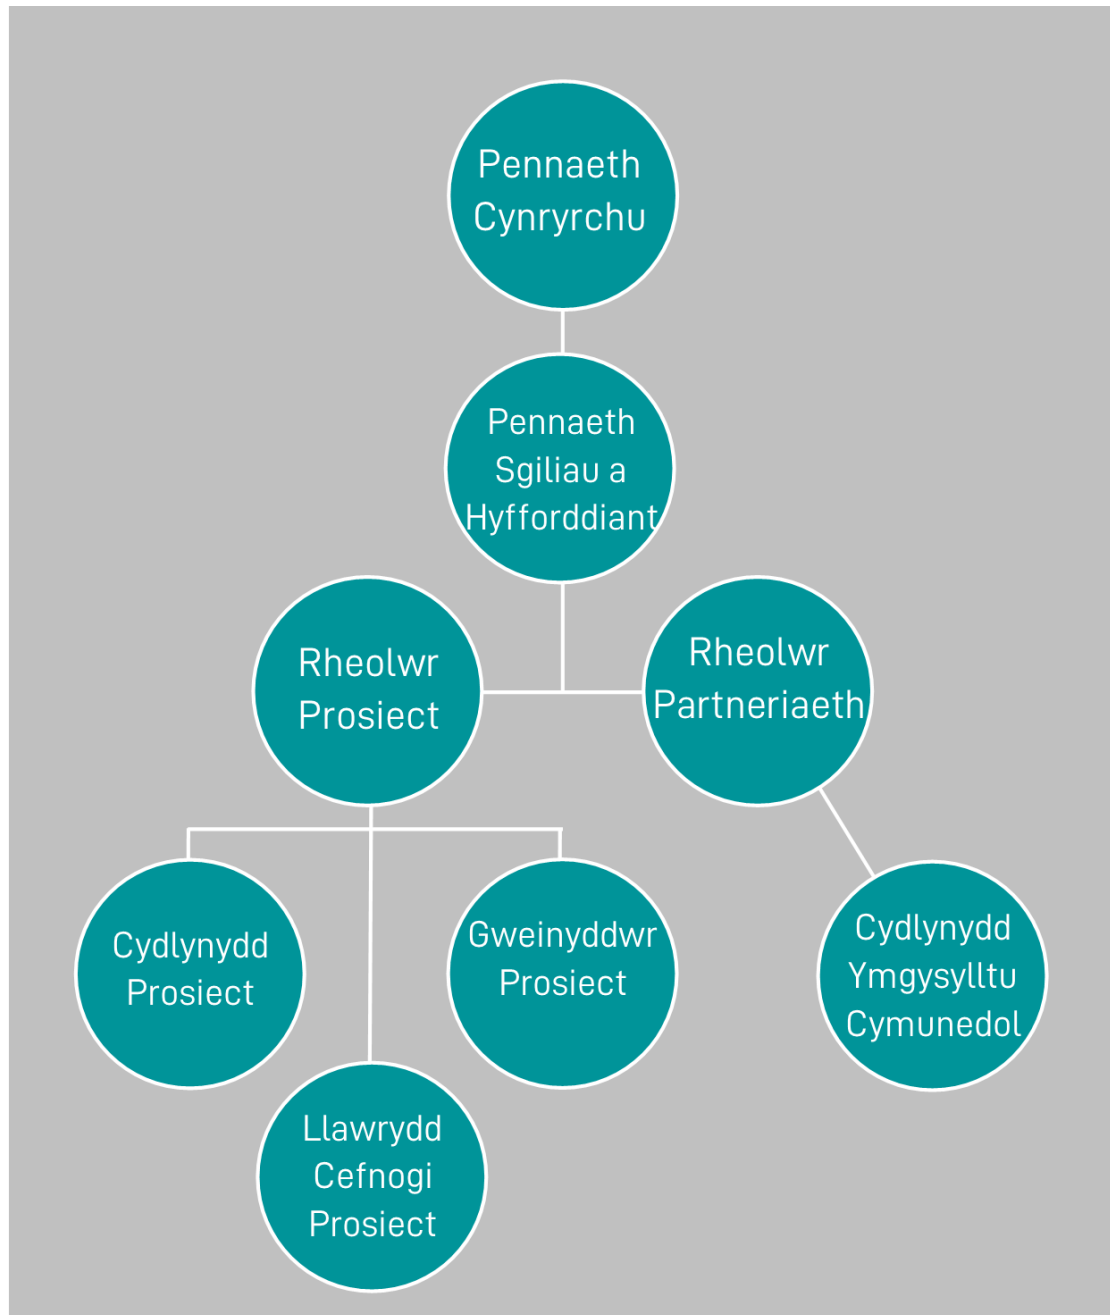 Pennaeth
Cynryrchu
Pennaeth
Sgiliau a
Hyfforddiant
Rheolwr
Prosiect
Rheolwr
Partneriaeth
Cydlynydd
Prosiect
Gweinyddwr
Prosiect
Cydlynydd
Ymgysylltu
Cymunedol
Llawrydd
Cefnogi
Prosiect